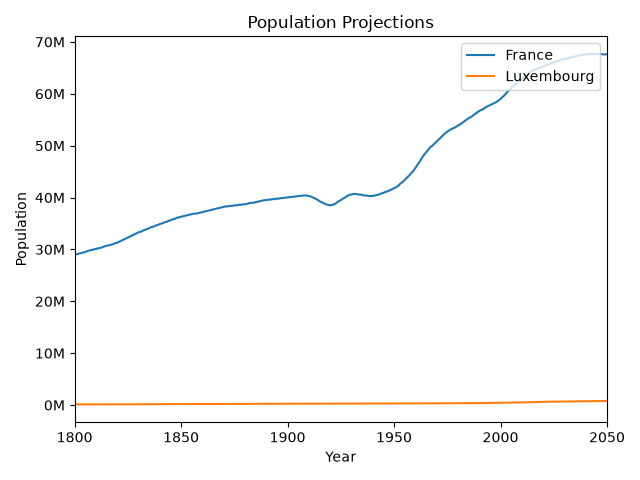 Population Projections
France
Luxembourg
70M
60M
50M
40M
30M
20M
10M
0M
Population
1800 1850 1900 1950 2000 2050
Year